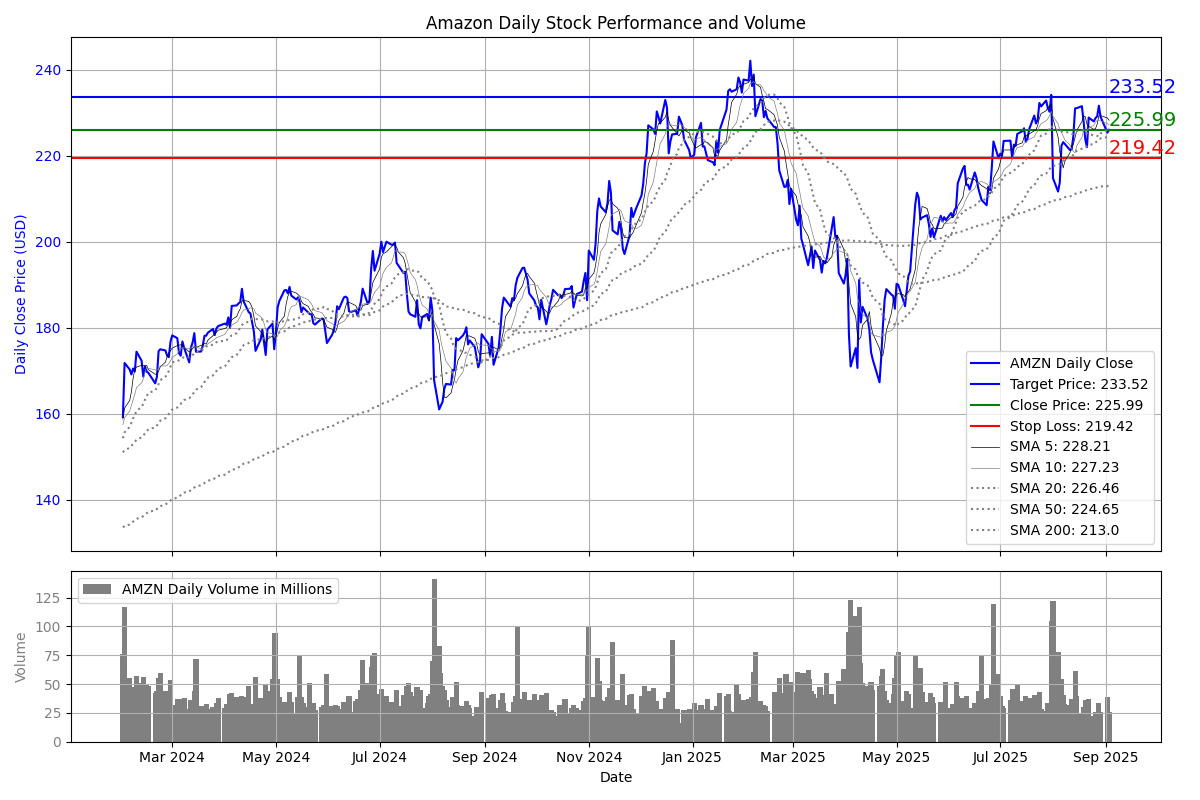 Amazon Daily Stock Performance and Volume
Daily Close Price (USD)
240
220
200
180
160
140
233.52
225.99
219.42
AMZN Daily Close
Target Price: 233.52
Close Price: 225.99
Stop Loss: 219.42
SMA 5: 228.21
SMA 10: 227.23
SMA 20: 226.46
SMA 50: 224.65
SMA 200: 213.0
Volume
125
100
75
50
25
0
AMZN Daily Volume in Millions
Mar 2024 May 2024 Jul 2024 Sep 2024 Nov 2024 Jan 2025 Mar 2025 May 2025 Jul 2025 Sep 2025
Date